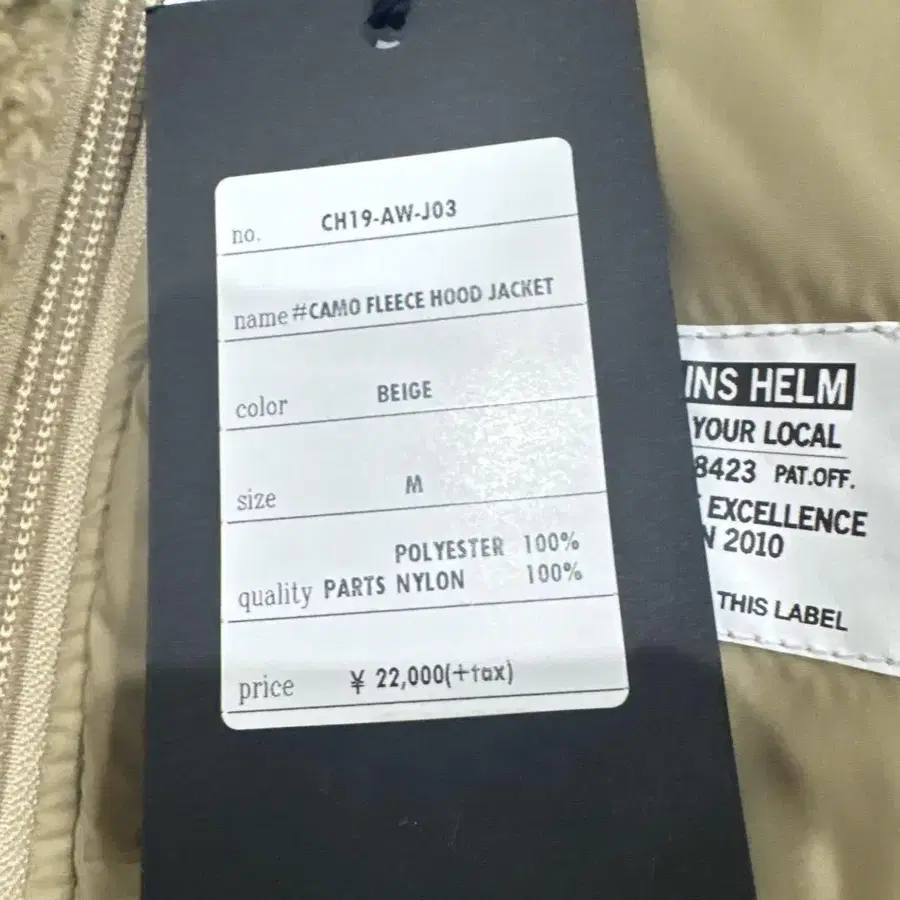 no. CH19-AW-J03
name #CAMO FLEECE HOOD JACKET
color BEIGE
size M
POLYESTER 100%
quality PARTS NYLON 100%
price ¥ 22,000(+tax)
INS HELM
YOUR LOCAL
8423 PAT.OFF.
EXCELLENCE
N 2010
THIS LABEL